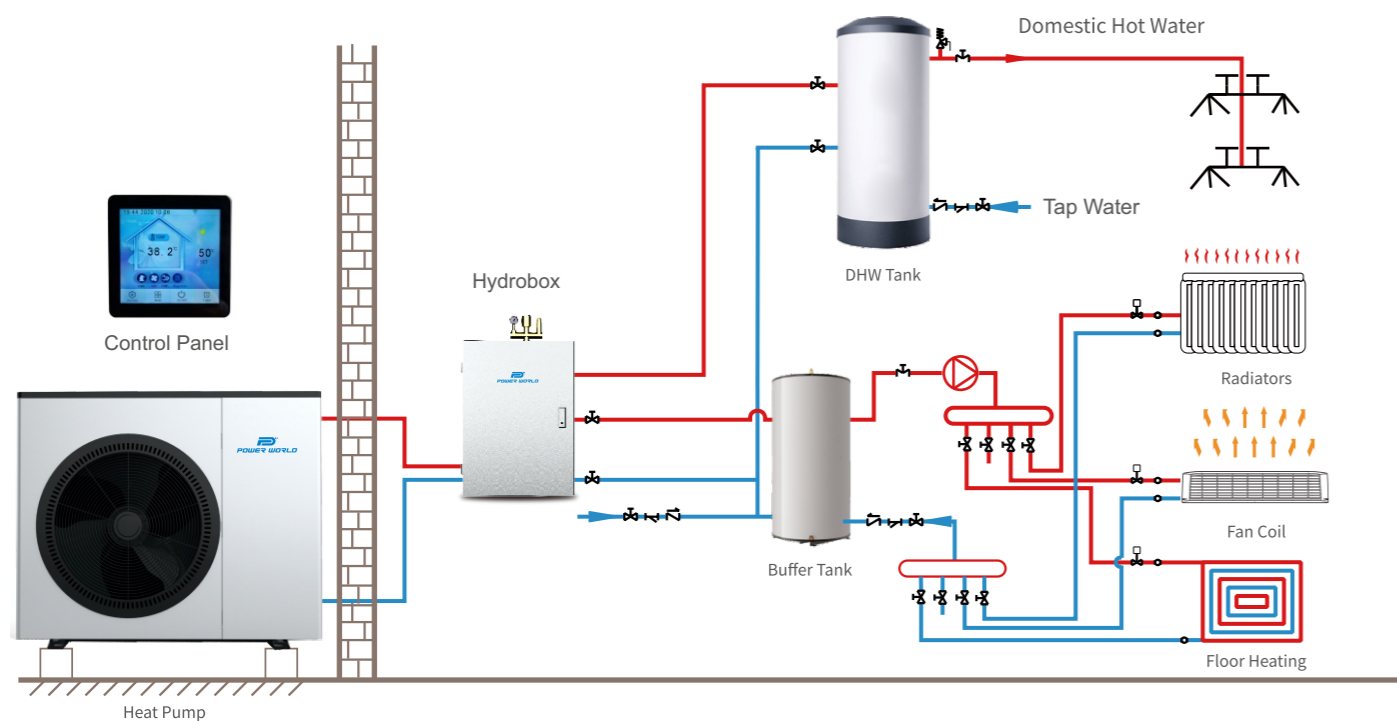 Domestic Hot Water
Tap Water
DHW Tank
Hydrobox
38.2
50
Control Panel
POWER WORLD
Radiators
POWER WORLD
Fan Coil
Buffer Tank
Floor Heating
Heat Pump